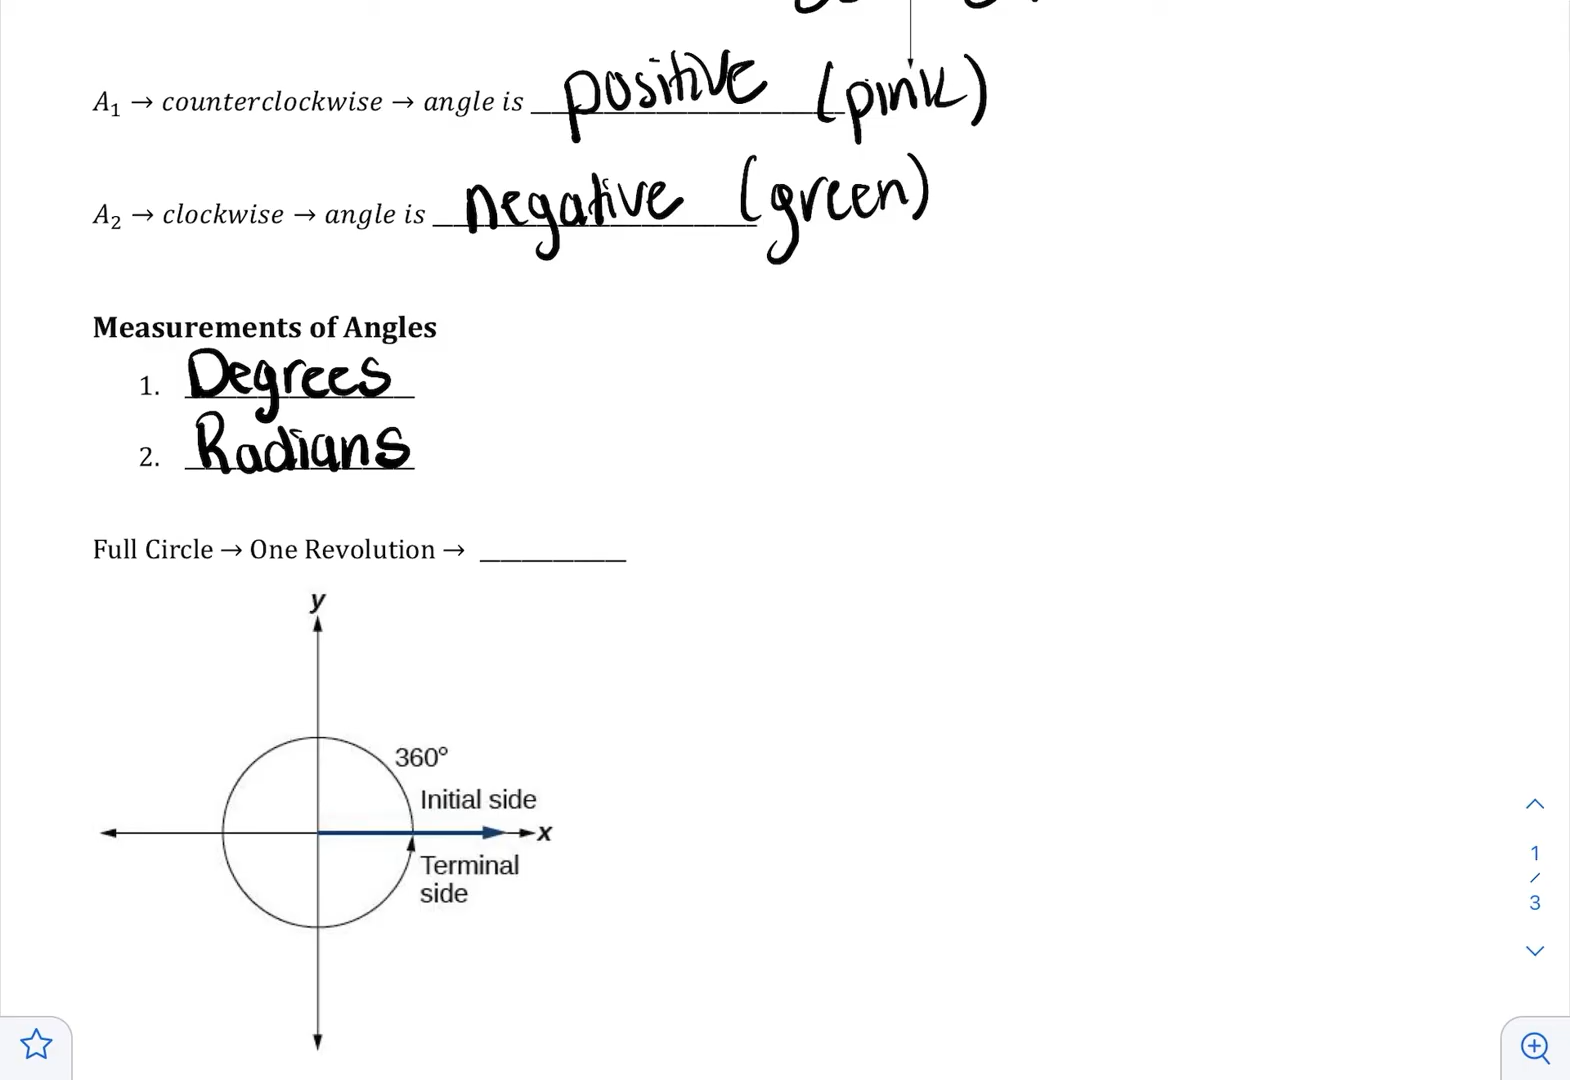 A₁ → counterclockwise → angle is positive (pink)
A₂ → clockwise → angle is negative (green)
Measurements of Angles
1. Degrees
2. Radians
Full Circle → One Revolution → ____________
y
360°
Initial side
x
Terminal
side
1
/
3